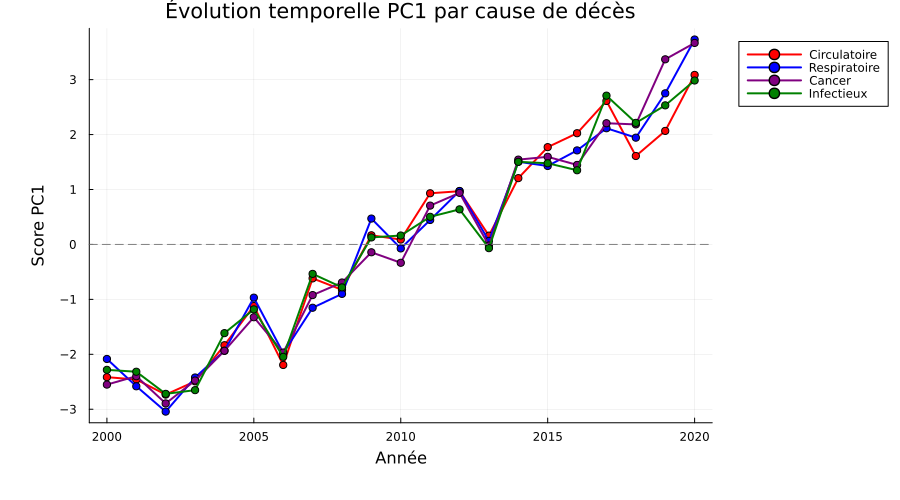 Évolution temporelle PC1 par cause de décès
Score PC1
3
2
1
0
−1
−2
−3
2000
2005
2010
2015
2020
Année
Circulatoire
Respiratoire
Cancer
Infectieux